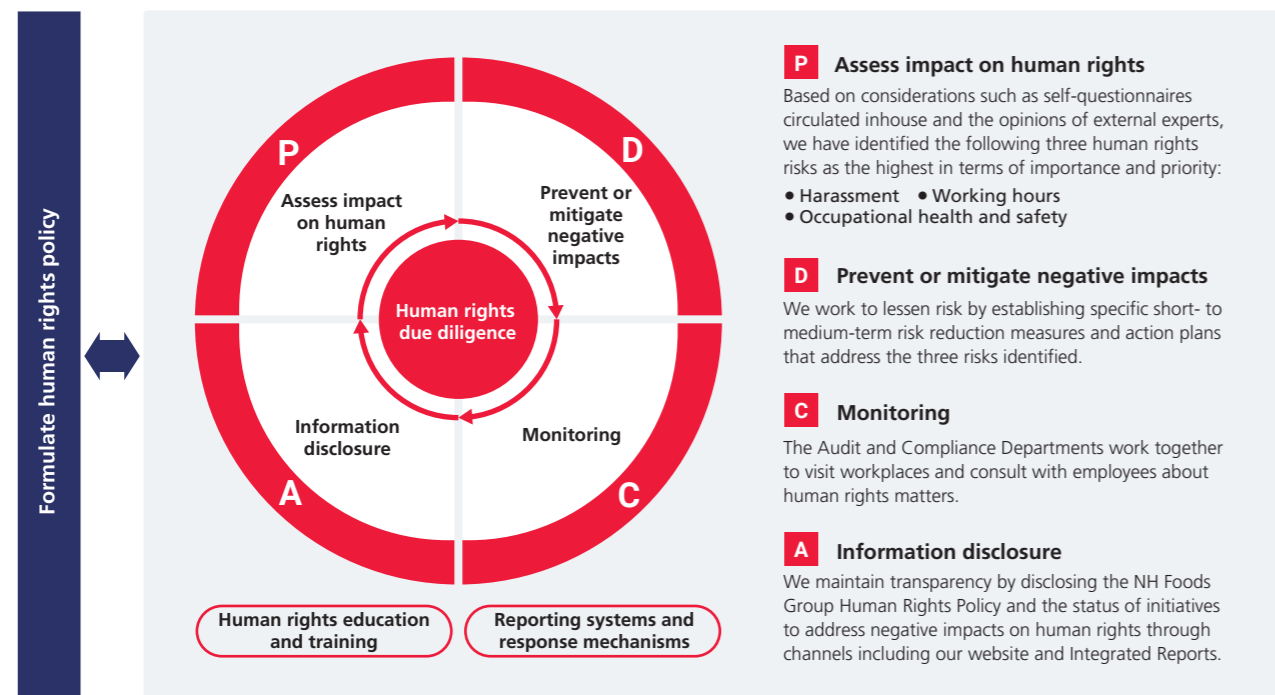 Formulate human rights policy
P
Assess impact
on human
rights
D
Prevent or
mitigate
negative
impacts
Human rights
due diligence
Information
disclosure
A
Monitoring
C
Human rights education
and training
Reporting systems and
response mechanisms
P Assess impact on human rights
Based on considerations such as self-questionnaires
circulated inhouse and the opinions of external experts,
we have identified the following three human rights
risks as the highest in terms of importance and priority:
• Harassment • Working hours
• Occupational health and safety
D Prevent or mitigate negative impacts
We work to lessen risk by establishing specific short- to
medium-term risk reduction measures and action plans
that address the three risks identified.
C Monitoring
The Audit and Compliance Departments work together
to visit workplaces and consult with employees about
human rights matters.
A Information disclosure
We maintain transparency by disclosing the NH Foods
Group Human Rights Policy and the status of initiatives
to address negative impacts on human rights through
channels including our website and Integrated Reports.